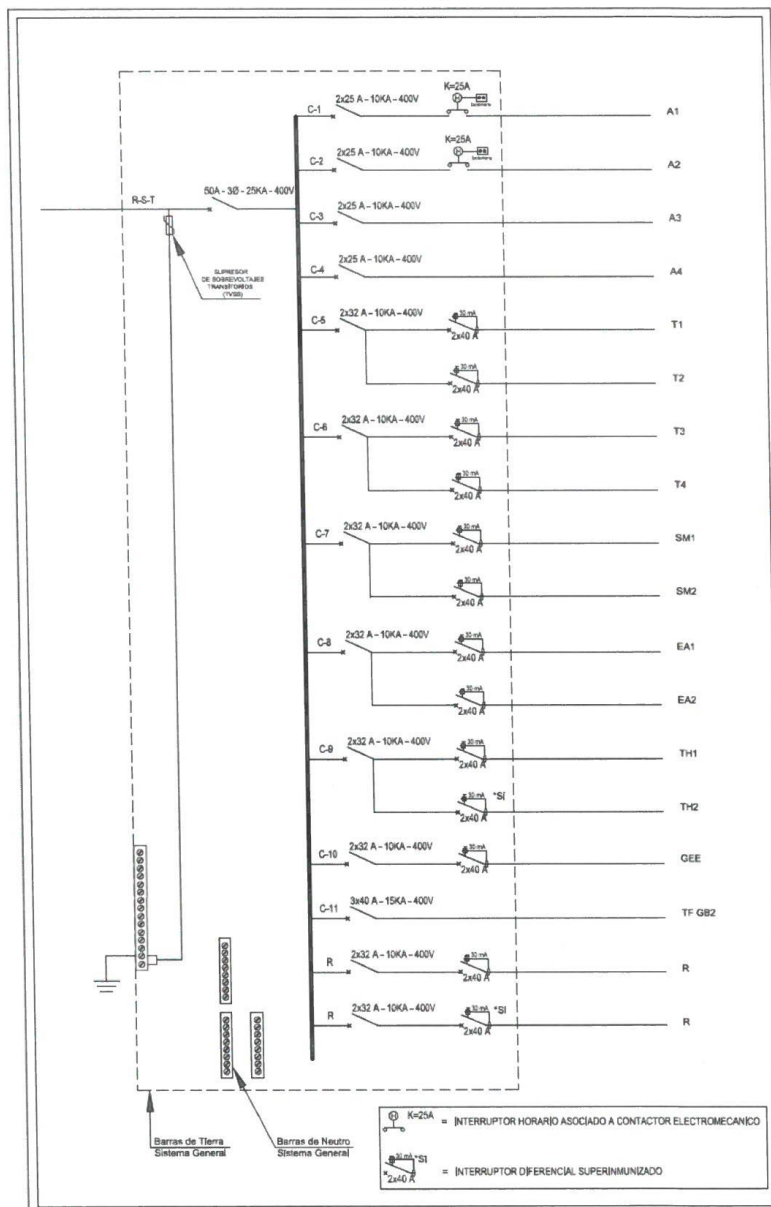 K=25A
C-1 2x25 A - 10KA - 400V A1
K=25A
C-2 2x25 A - 10KA - 400V A2
R-S-T 50A - 3Ø - 25KA - 400V
C-3 2x25 A - 10KA - 400V A3
SUPRESOR
DE SOBREVOLTAJES
TRANSITORIOS
(TVSS)
C-4 2x25 A - 10KA - 400V A4
C-5 2x32 A - 10KA - 400V 30 mA 2x40 A T1
30 mA 2x40 A T2
C-6 2x32 A - 10KA - 400V 30 mA 2x40 A T3
30 mA 2x40 A T4
C-7 2x32 A - 10KA - 400V 30 mA 2x40 A SM1
30 mA 2x40 A SM2
C-8 2x32 A - 10KA - 400V 30 mA 2x40 A EA1
30 mA 2x40 A EA2
C-9 2x32 A - 10KA - 400V 30 mA 2x40 A TH1
30 mA *SI 2x40 A TH2
C-10 2x32 A - 10KA - 400V 30 mA 2x40 A GEE
C-11 3x40 A - 15KA - 400V TF GB2
R 2x32 A - 10KA - 400V 30 mA 2x40 A R
R 2x32 A - 10KA - 400V 30 mA *SI 2x40 A R
Barras de Tierra
Sistema General
Barras de Neutro
Sistema General
H K=25A = INTERRUPTOR HORARIO ASOCIADO A CONTACTOR ELECTROMECANICO
*SI
2x40 A = INTERRUPTOR DIFERENCIAL SUPERINMUNIZADO